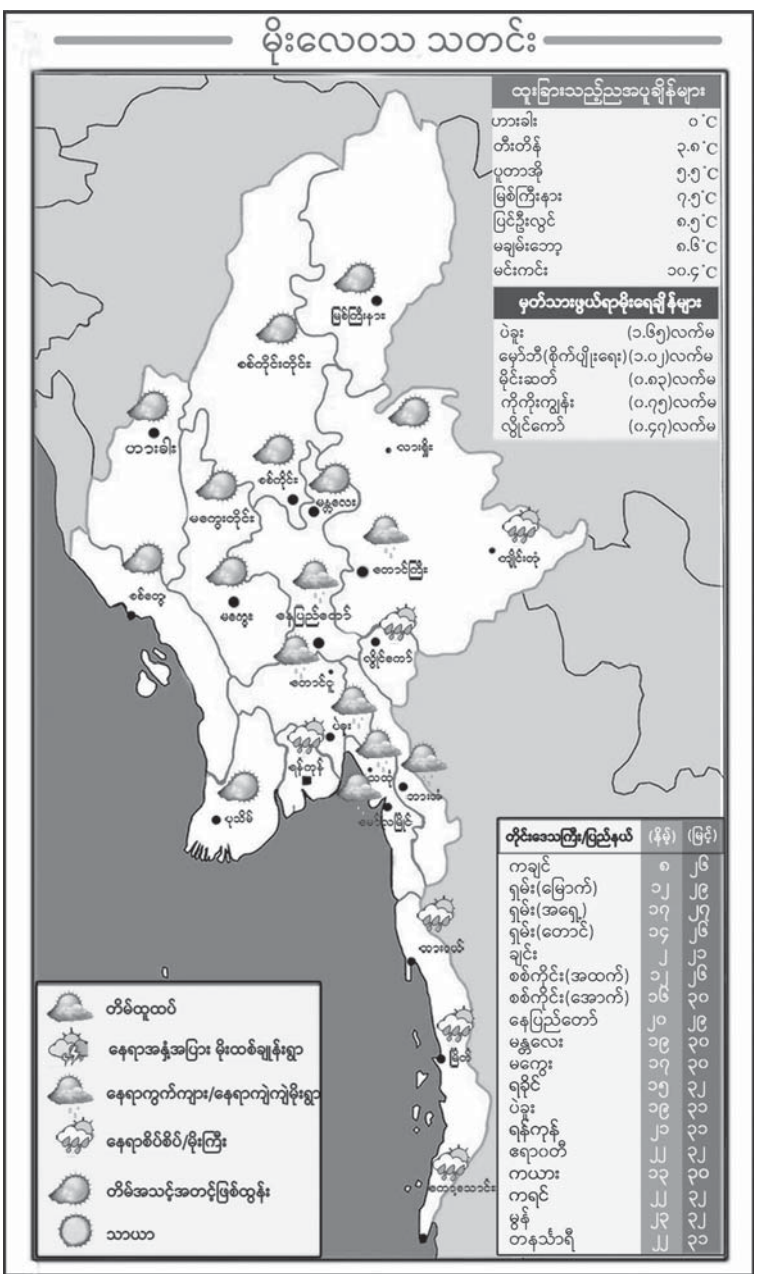 မိုးလေဝသ သတင်း
ထူးခြားသည့်ညအပူချိန်များ
ဟားခါး ၀˚C
တီးတိန် ၃.၈˚C
ပူတာအို ၅.၅˚C
မြစ်ကြီးနား ၇.၅˚C
ပြင်ဦးလွင် ၈.၅˚C
မချမ်းဘော့ ၈.၆˚C
မင်းကင်း ၁၀.၄˚C
မှတ်သားဖွယ်ရာမိုးရေချိန်များ
ပဲခူး (၁.၆၅)လက်မ
မှော်ဘီ(စိုက်ပျိုးရေး)(၁.၀၂)လက်မ
မိုင်းဆတ် (၀.၈၃)လက်မ
ကိုကိုးကျွန်း (၀.၇၅)လက်မ
လွိုင်ကော် (၀.၄၇)လက်မ
မြစ်ကြီးနား
စစ်ကိုင်းတိုင်း
ဟားခါး
လားရှိုး
စစ်ကိုင်း
မန္တလေး
မကွေးတိုင်း
ကျိုင်းတုံ
တောင်ကြီး
စစ်တွေ
မကွေး
နေပြည်တော်
လွိုင်ကော်
တောင်ငူ
ပဲခူး
ရန်ကုန်
သထုံ
ဘားအံ
မော်လမြိုင်
ပုသိမ်
ထားဝယ်
မြိတ်
ကော့သောင်း
တိုင်းဒေသကြီး/ပြည်နယ် (နိမ့်) (မြင့်)
ကချင် ၈ ၂၆
ရှမ်း(မြောက်) ၁၂ ၂၉
ရှမ်း(အရှေ့) ၁၇ ၂၇
ရှမ်း(တောင်) ၁၄ ၂၆
ချင်း ၂ ၂၁
စစ်ကိုင်း(အထက်) ၁၂ ၂၆
စစ်ကိုင်း(အောက်) ၁၆ ၃၀
နေပြည်တော် ၂၀ ၂၉
မန္တလေး ၁၉ ၃၀
မကွေး ၁၇ ၃၀
ရခိုင် ၁၅ ၃၂
ပဲခူး ၁၉ ၃၁
ရန်ကုန် ၂၁ ၃၁
ဧရာဝတီ ၂၂ ၃၂
ကယား ၁၃ ၃၀
ကရင် ၂၂ ၃၂
မွန် ၂၃ ၃၂
တနင်္သာရီ ၂၂ ၃၁
တိမ်ထူထပ်
နေရာအနှံ့အပြား မိုးထစ်ချုန်းရွာ
နေရာကွက်ကျား/နေရာကျဲကျဲမိုးရွာ
နေရာစိပ်စိပ်/မိုးကြီး
တိမ်အသင့်အတင့်ဖြစ်ထွန်း
သာယာ